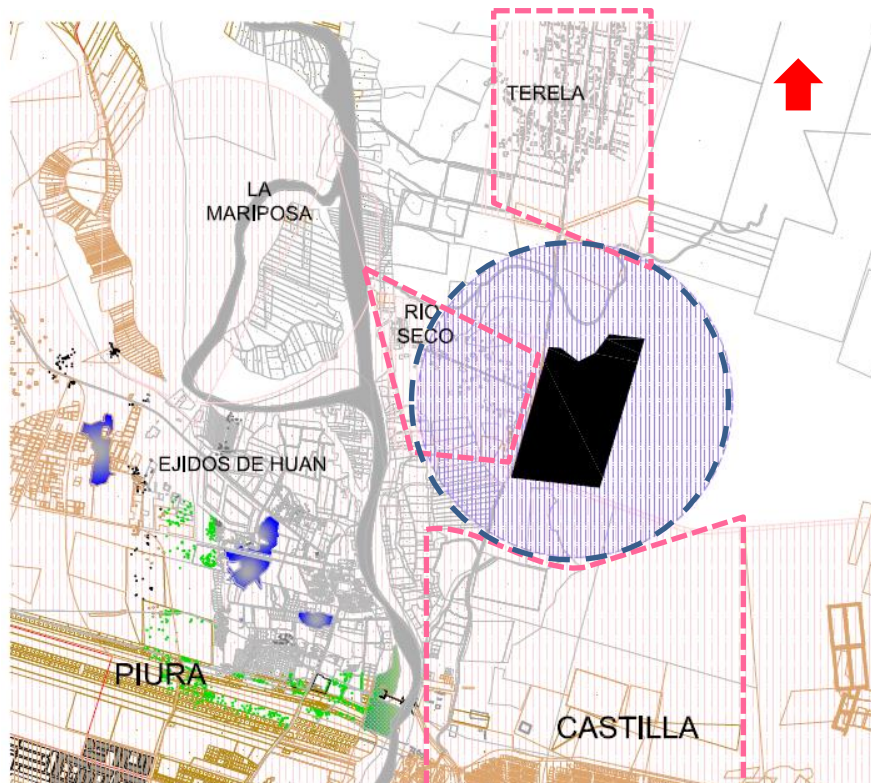 TERELA
LA
MARIPOSA
RIO
SECO
EJIDOS DE HUAN
PIURA
CASTILLA